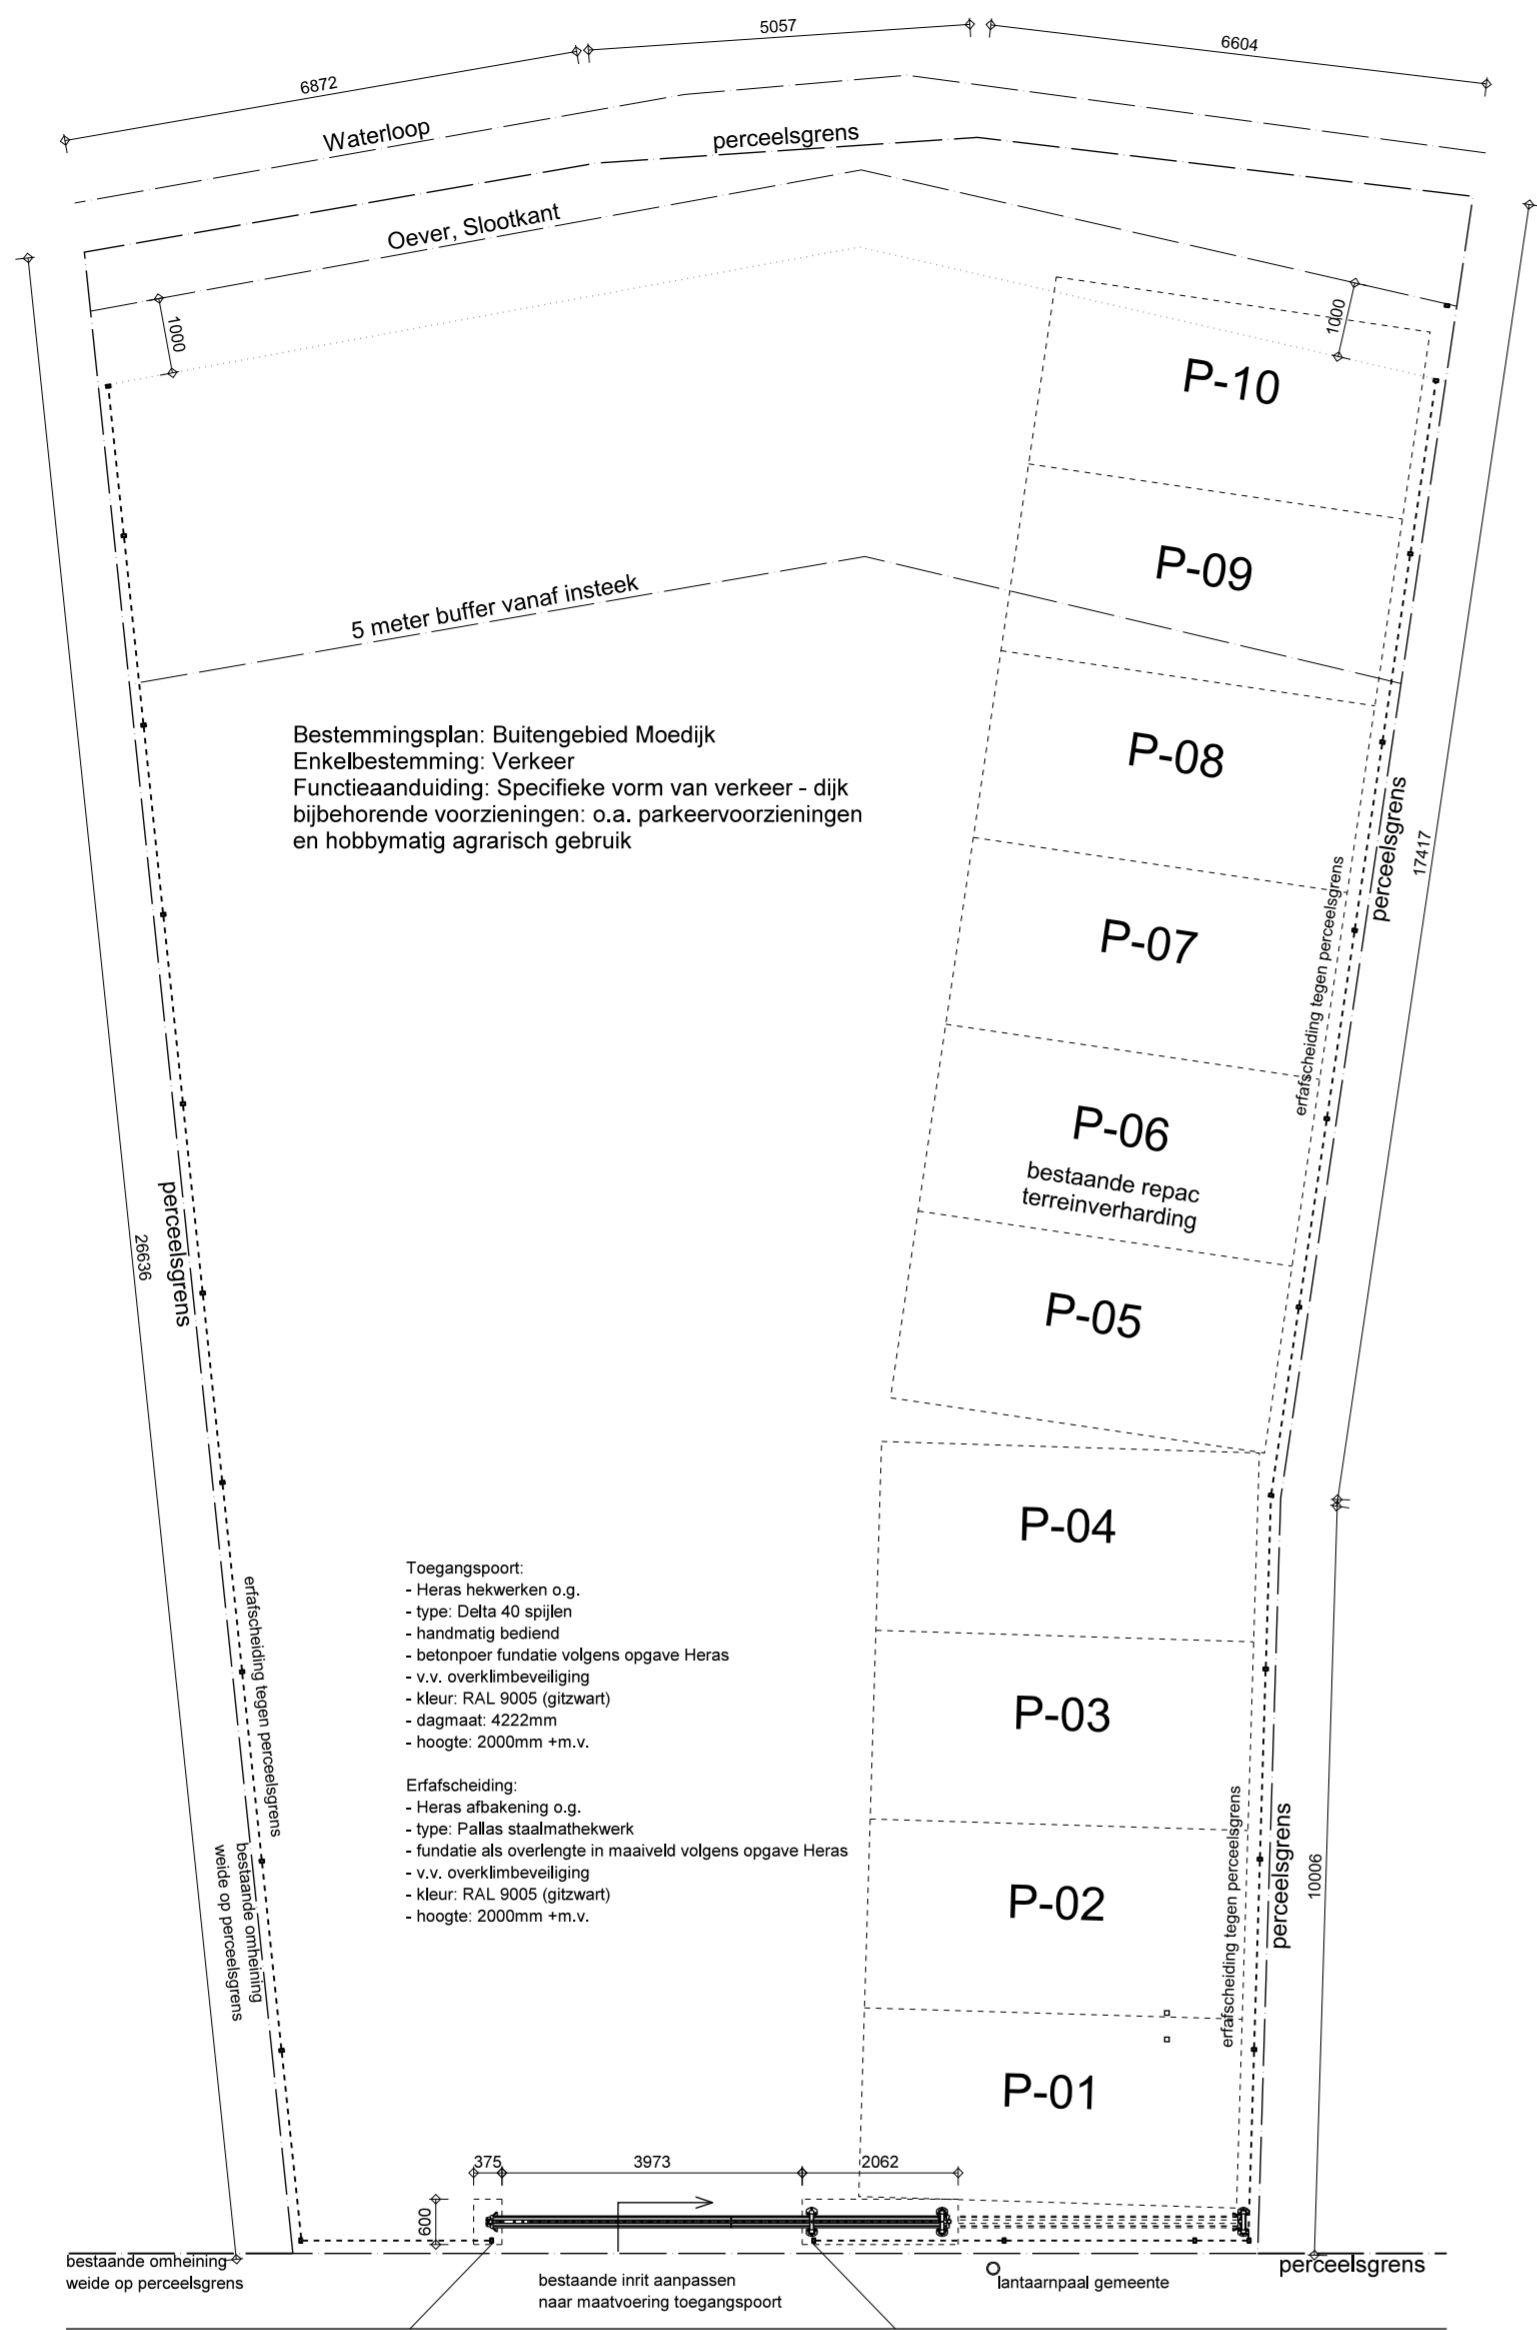 6872
5057
6604
Waterloop
perceelsgrens
Oever, Slootkant
1000
1000
P-10
P-09
5 meter buffer vanaf insteek
Bestemmingsplan: Buitengebied Moedijk
Enkelbestemming: Verkeer
Functieaanduiding: Specifieke vorm van verkeer - dijk
bijbehorende voorzieningen: o.a. parkeervoorzieningen
en hobbymatig agrarisch gebruik
P-08
perceelsgrens
17417
erfafscheiding tegen perceelsgrens
P-07
P-06
bestaande repac
terreinverharding
perceelsgrens
26636
P-05
P-04
Toegangspoort:
- Heras hekwerken o.g.
- type: Delta 40 spijlen
- handmatig bediend
- betonpoer fundatie volgens opgave Heras
- v.v. overklimbeveiliging
- kleur: RAL 9005 (gitzwart)
- dagmaat: 4222mm
- hoogte: 2000mm +m.v.
erfafscheiding tegen perceelsgrens
P-03
Erfafscheiding:
- Heras afbakening o.g.
- type: Pallas staalmathekwerk
- fundatie als overlengte in maaiveld volgens opgave Heras
- v.v. overklimbeveiliging
- kleur: RAL 9005 (gitzwart)
- hoogte: 2000mm +m.v.
bestaande omheining
weide op perceelsgrens
P-02
erfafscheiding tegen perceelsgrens
perceelsgrens
10006
P-01
375
3973
2062
600
bestaande omheining
weide op perceelsgrens
bestaande inrit aanpassen
naar maatvoering toegangspoort
lantaarnpaal gemeente
perceelsgrens